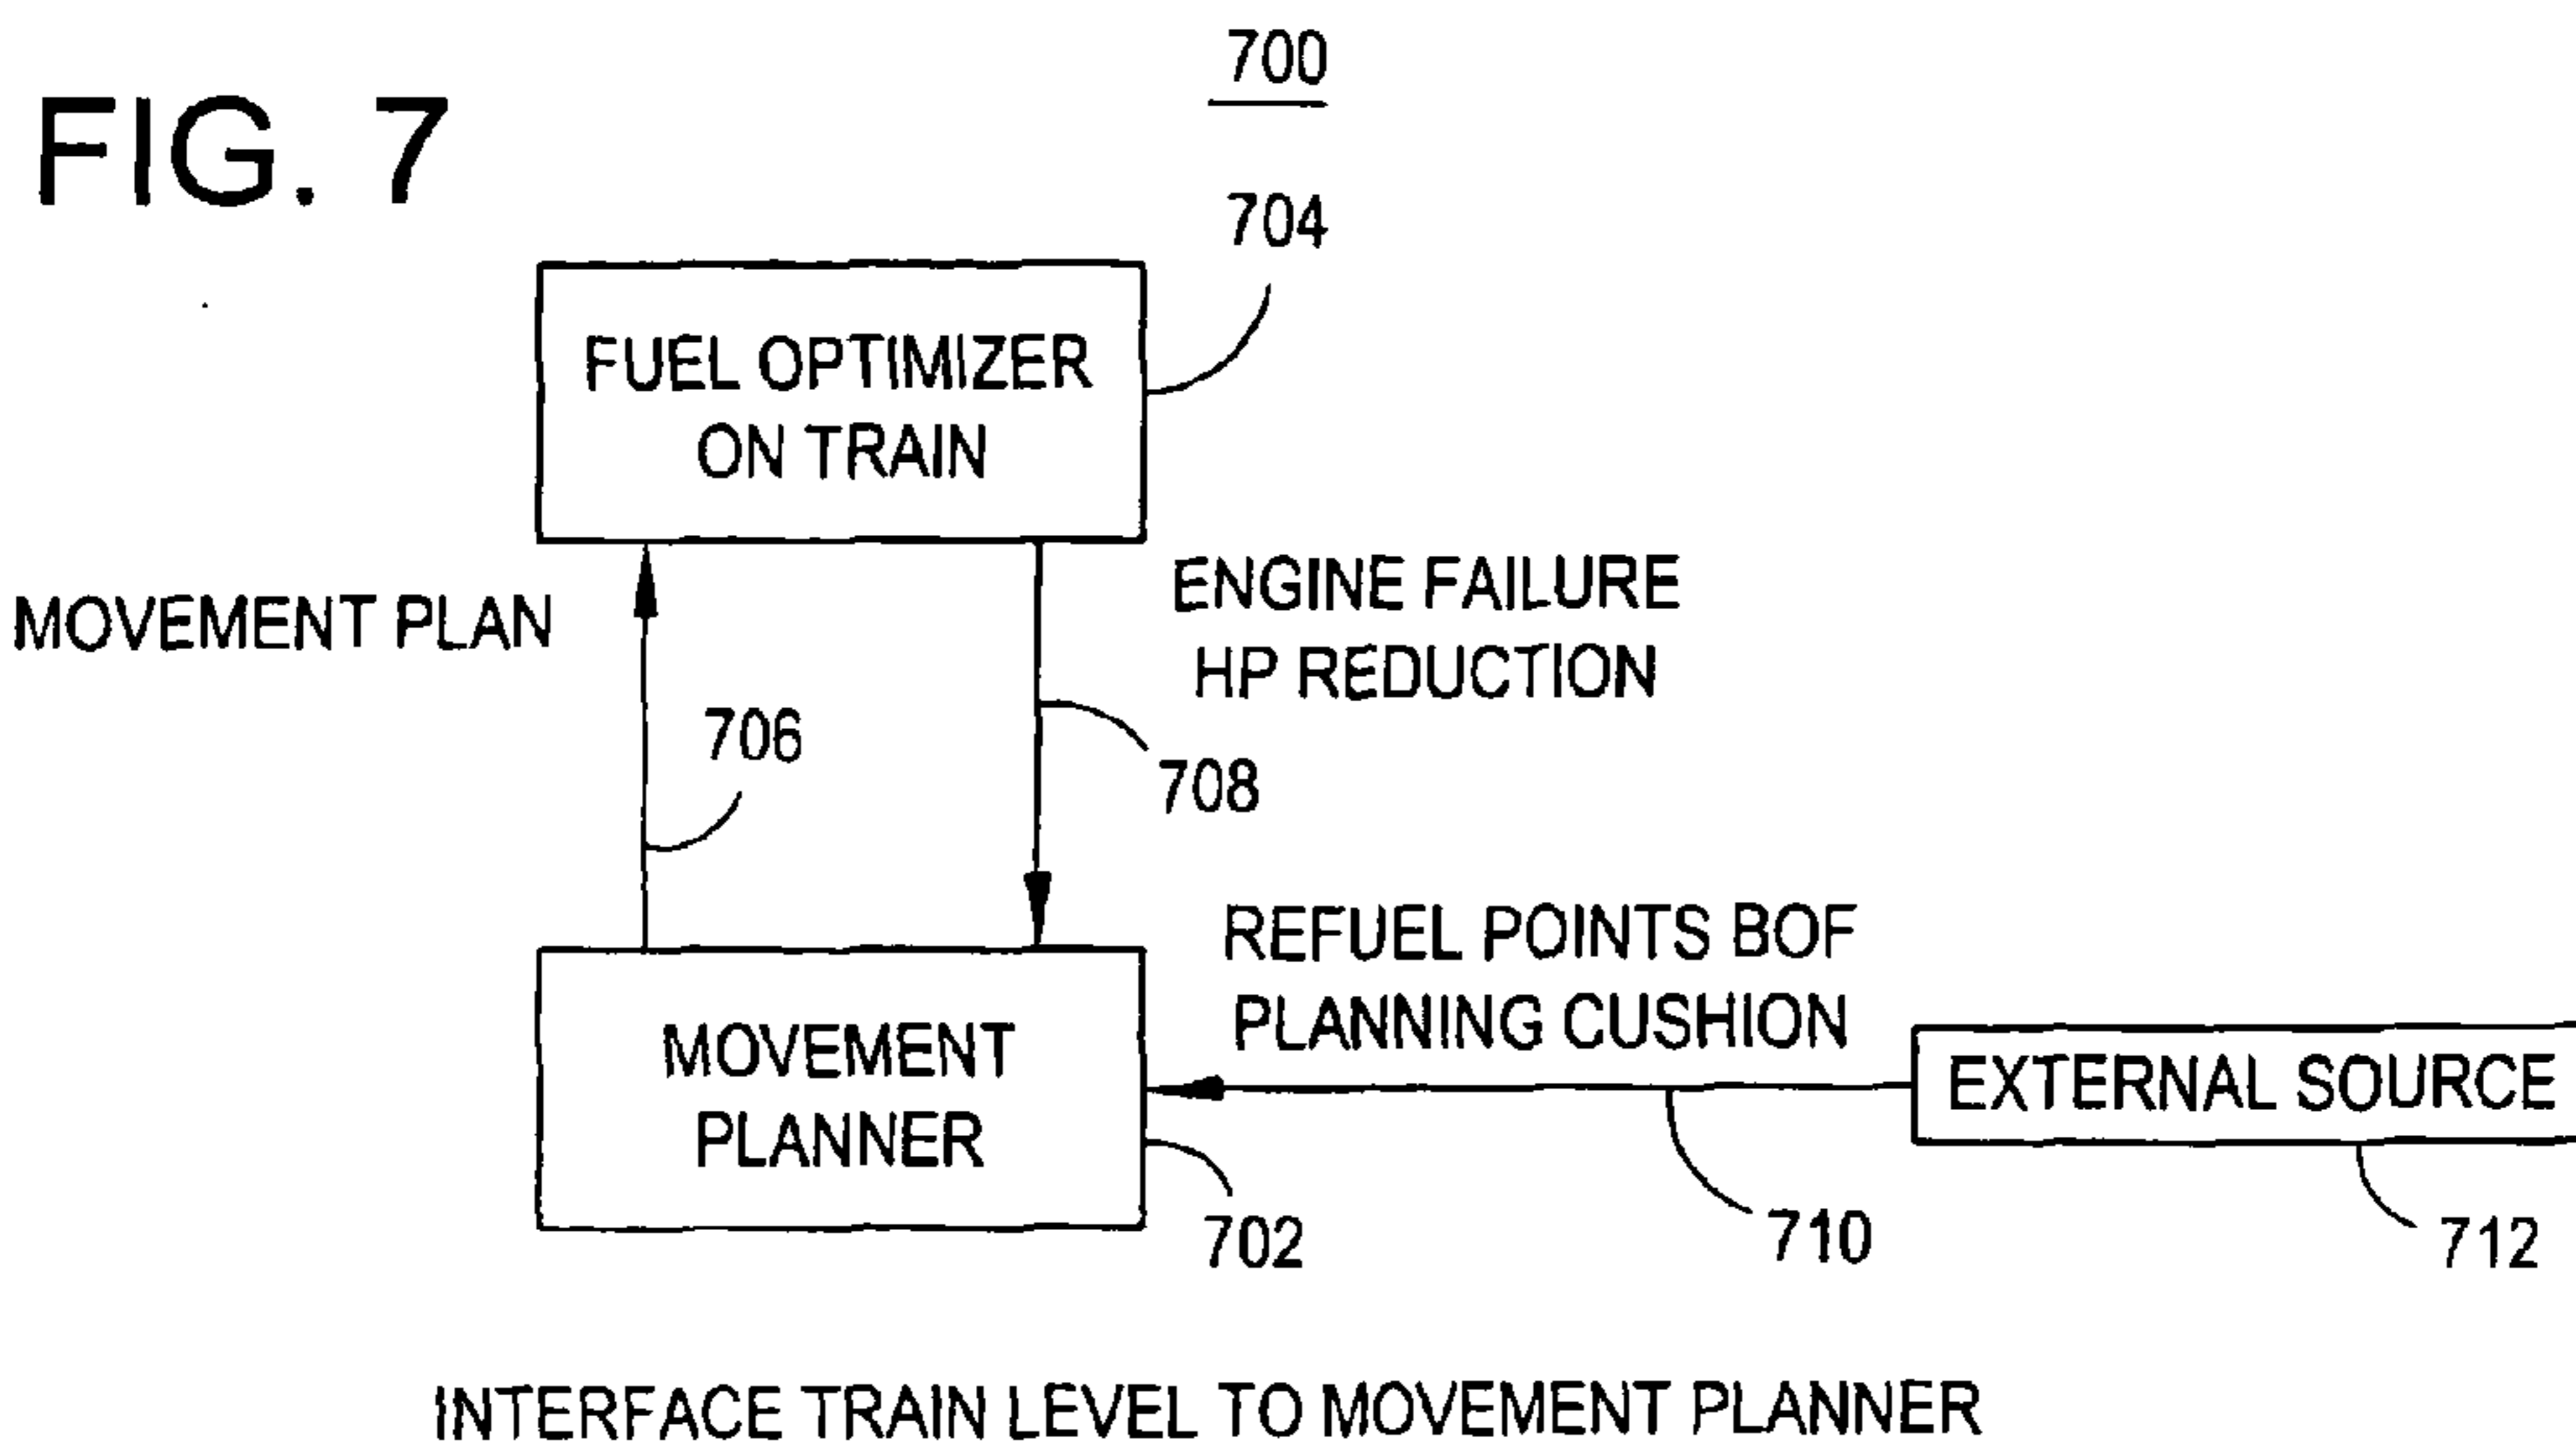 700
FIG. 7
704
FUEL OPTIMIZER
ON TRAIN
MOVEMENT PLAN
ENGINE FAILURE
HP REDUCTION
706
708
REFUEL POINTS BOF
PLANNING CUSHION
MOVEMENT
PLANNER
EXTERNAL SOURCE
702
710
712
INTERFACE TRAIN LEVEL TO MOVEMENT PLANNER